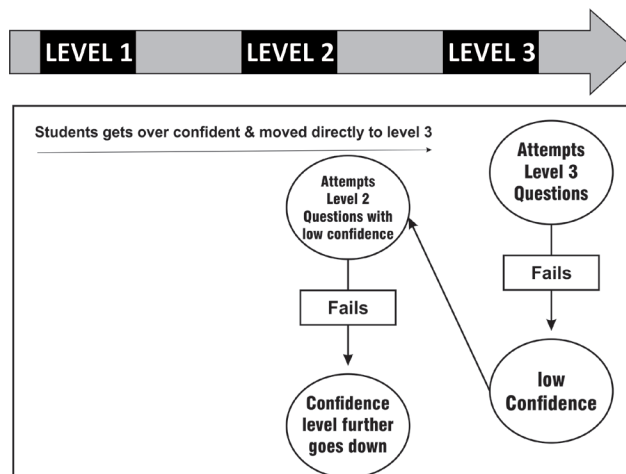 LEVEL 1 LEVEL 2 LEVEL 3
Students gets over confident & moved directly to level 3
Attempts
Level 3
Questions
Fails
low
Confidence
Attempts
Level 2
Questions with
low confidence
Fails
Confidence
level further
goes down